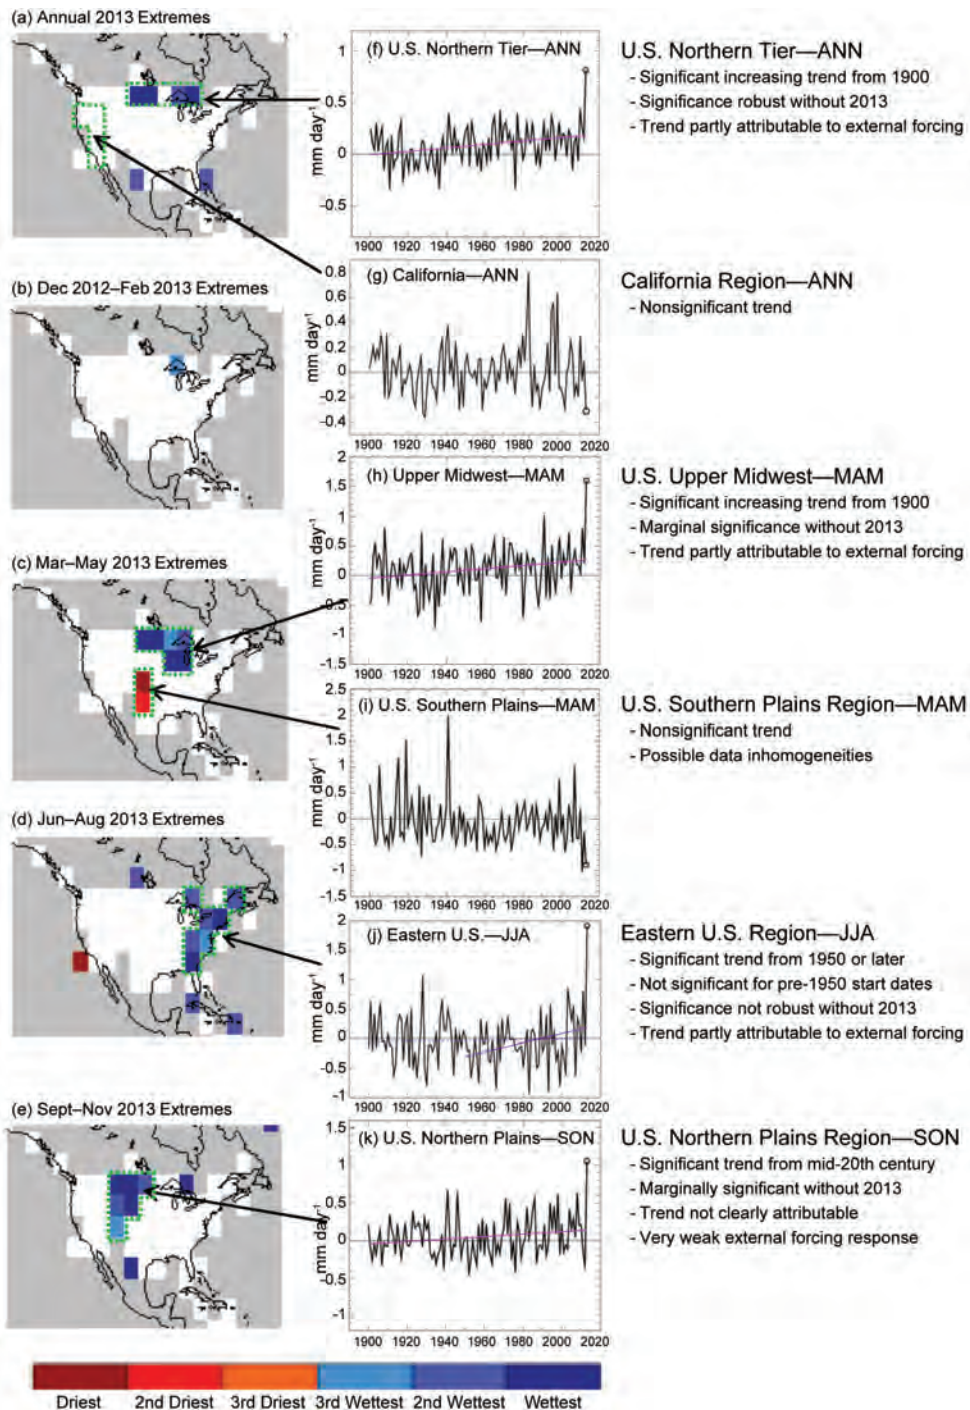 (a) Annual 2013 Extremes
(b) Dec 2012–Feb 2013 Extremes
(c) Mar–May 2013 Extremes
(d) Jun–Aug 2013 Extremes
(e) Sept–Nov 2013 Extremes
(f) U.S. Northern Tier—ANN
mm day⁻¹
1
0.5
0
-0.5
1900 1920 1940 1960 1980 2000 2020
(g) California—ANN
mm day⁻¹
0.8
0.6
0.4
0.2
0
-0.2
-0.4
1900 1920 1940 1960 1980 2000 2020
(h) Upper Midwest—MAM
mm day⁻¹
2
1.5
1
0.5
0
-0.5
-1
-1.5
1900 1920 1940 1960 1980 2000 2020
(i) U.S. Southern Plains—MAM
mm day⁻¹
2.5
2
1.5
1
0.5
0
-0.5
-1
-1.5
1900 1920 1940 1960 1980 2000 2020
(j) Eastern U.S.—JJA
mm day⁻¹
2
1.5
1
0.5
0
-0.5
-1
1900 1920 1940 1960 1980 2000 2020
(k) U.S. Northern Plains—SON
mm day⁻¹
1.5
1
0.5
0
-0.5
-1
1900 1920 1940 1960 1980 2000 2020
U.S. Northern Tier—ANN
- Significant increasing trend from 1900
- Significance robust without 2013
- Trend partly attributable to external forcing
California Region—ANN
- Nonsignificant trend
U.S. Upper Midwest—MAM
- Significant increasing trend from 1900
- Marginal significance without 2013
- Trend partly attributable to external forcing
U.S. Southern Plains Region—MAM
- Nonsignificant trend
- Possible data inhomogeneities
Eastern U.S. Region—JJA
- Significant trend from 1950 or later
- Not significant for pre-1950 start dates
- Significance not robust without 2013
- Trend partly attributable to external forcing
U.S. Northern Plains Region—SON
- Significant trend from mid-20th century
- Marginally significant without 2013
- Trend not clearly attributable
- Very weak external forcing response
Driest 2nd Driest 3rd Driest 3rd Wettest 2nd Wettest Wettest